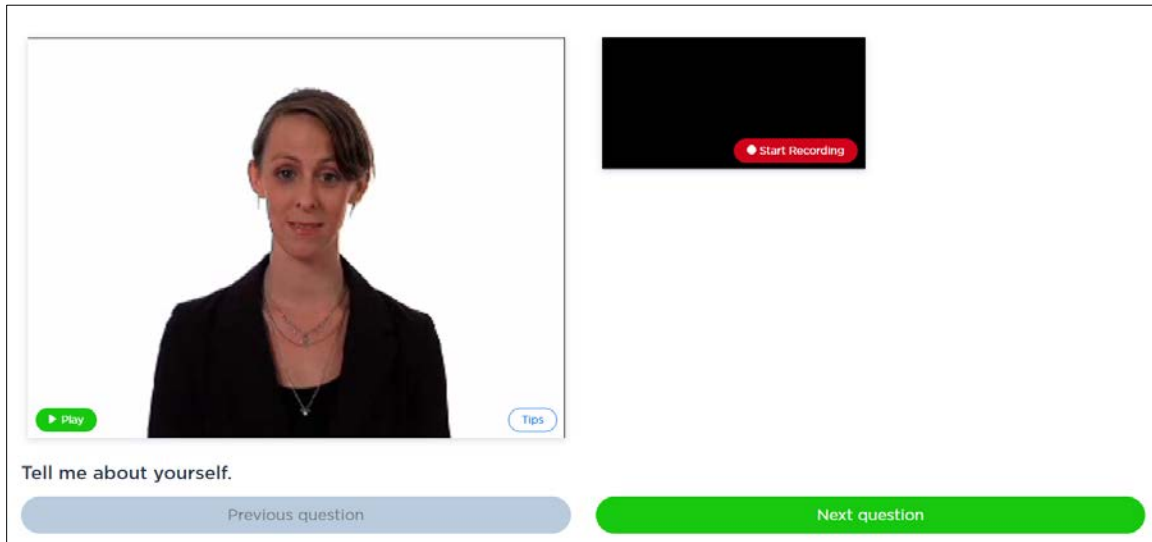 Start Recording
Play
Tips
Tell me about yourself.
Previous question
Next question